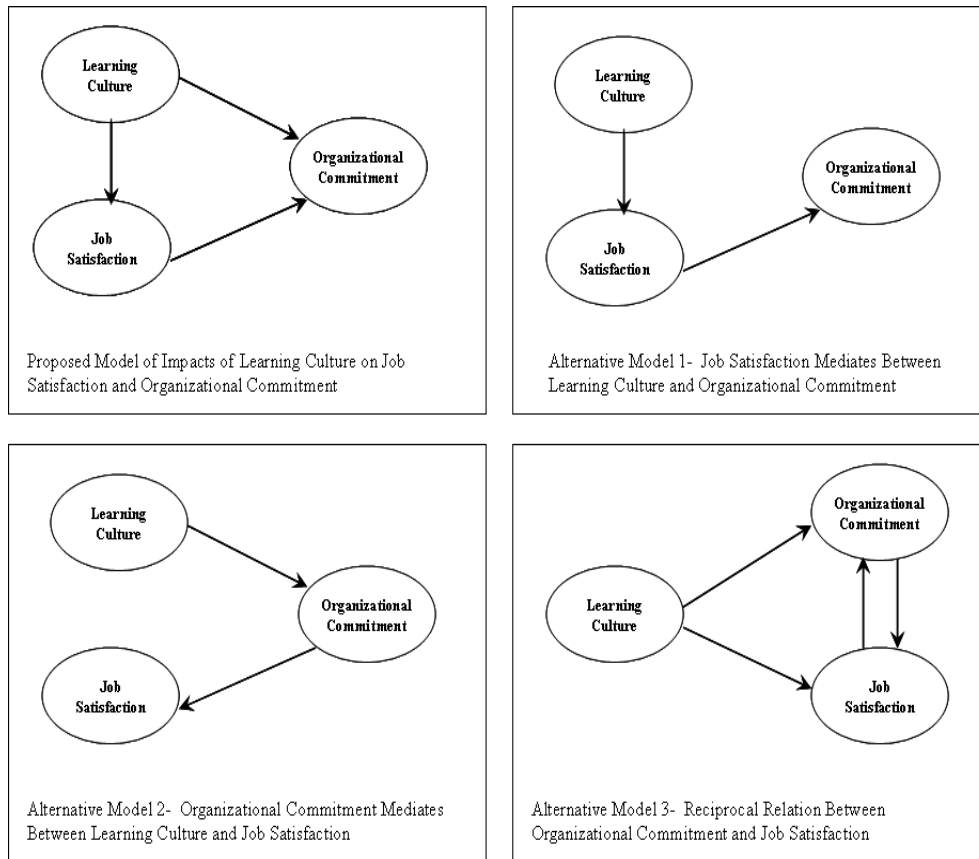 Learning
Culture
Organizational
Commitment
Job
Satisfaction
Proposed Model of Impacts of Learning Culture on Job
Satisfaction and Organizational Commitment
Learning
Culture
Organizational
Commitment
Job
Satisfaction
Alternative Model 1- Job Satisfaction Mediates Between
Learning Culture and Organizational Commitment
Learning
Culture
Organizational
Commitment
Job
Satisfaction
Alternative Model 2- Organizational Commitment Mediates
Between Learning Culture and Job Satisfaction
Organizational
Commitment
Learning
Culture
Job
Satisfaction
Alternative Model 3- Reciprocal Relation Between
Organizational Commitment and Job Satisfaction